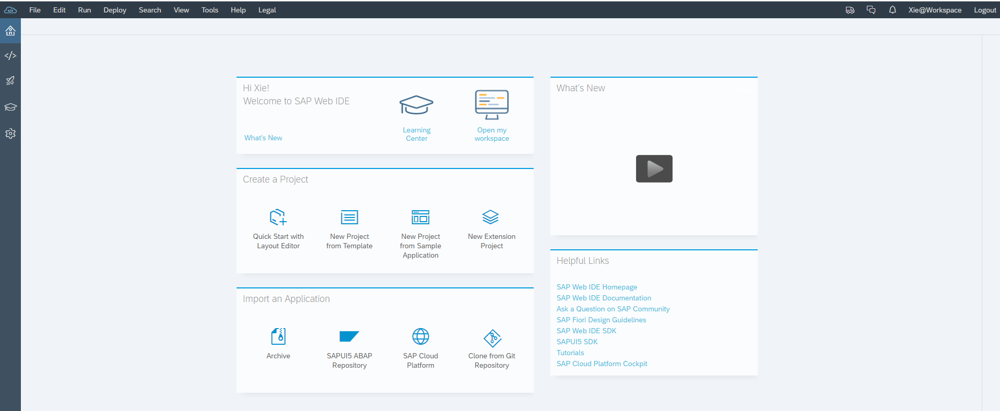 File Edit Run Deploy Search View Tools Help Legal Xie@Workspace Logout
Hi Xie!
Welcome to SAP Web IDE
What's New
Learning
Center
Open my
workspace
Create a Project
Quick Start with
Layout Editor
New Project
from Template
New Project
from Sample
Application
New Extension
Project
Import an Application
Archive
SAPUI5 ABAP
Repository
SAP Cloud
Platform
Clone from Git
Repository
What's New
Helpful Links
SAP Web IDE Homepage
SAP Web IDE Documentation
Ask a Question on SAP Community
SAP Fiori Design Guidelines
SAP Web IDE SDK
SAPUI5 SDK
Tutorials
SAP Cloud Platform Cockpit